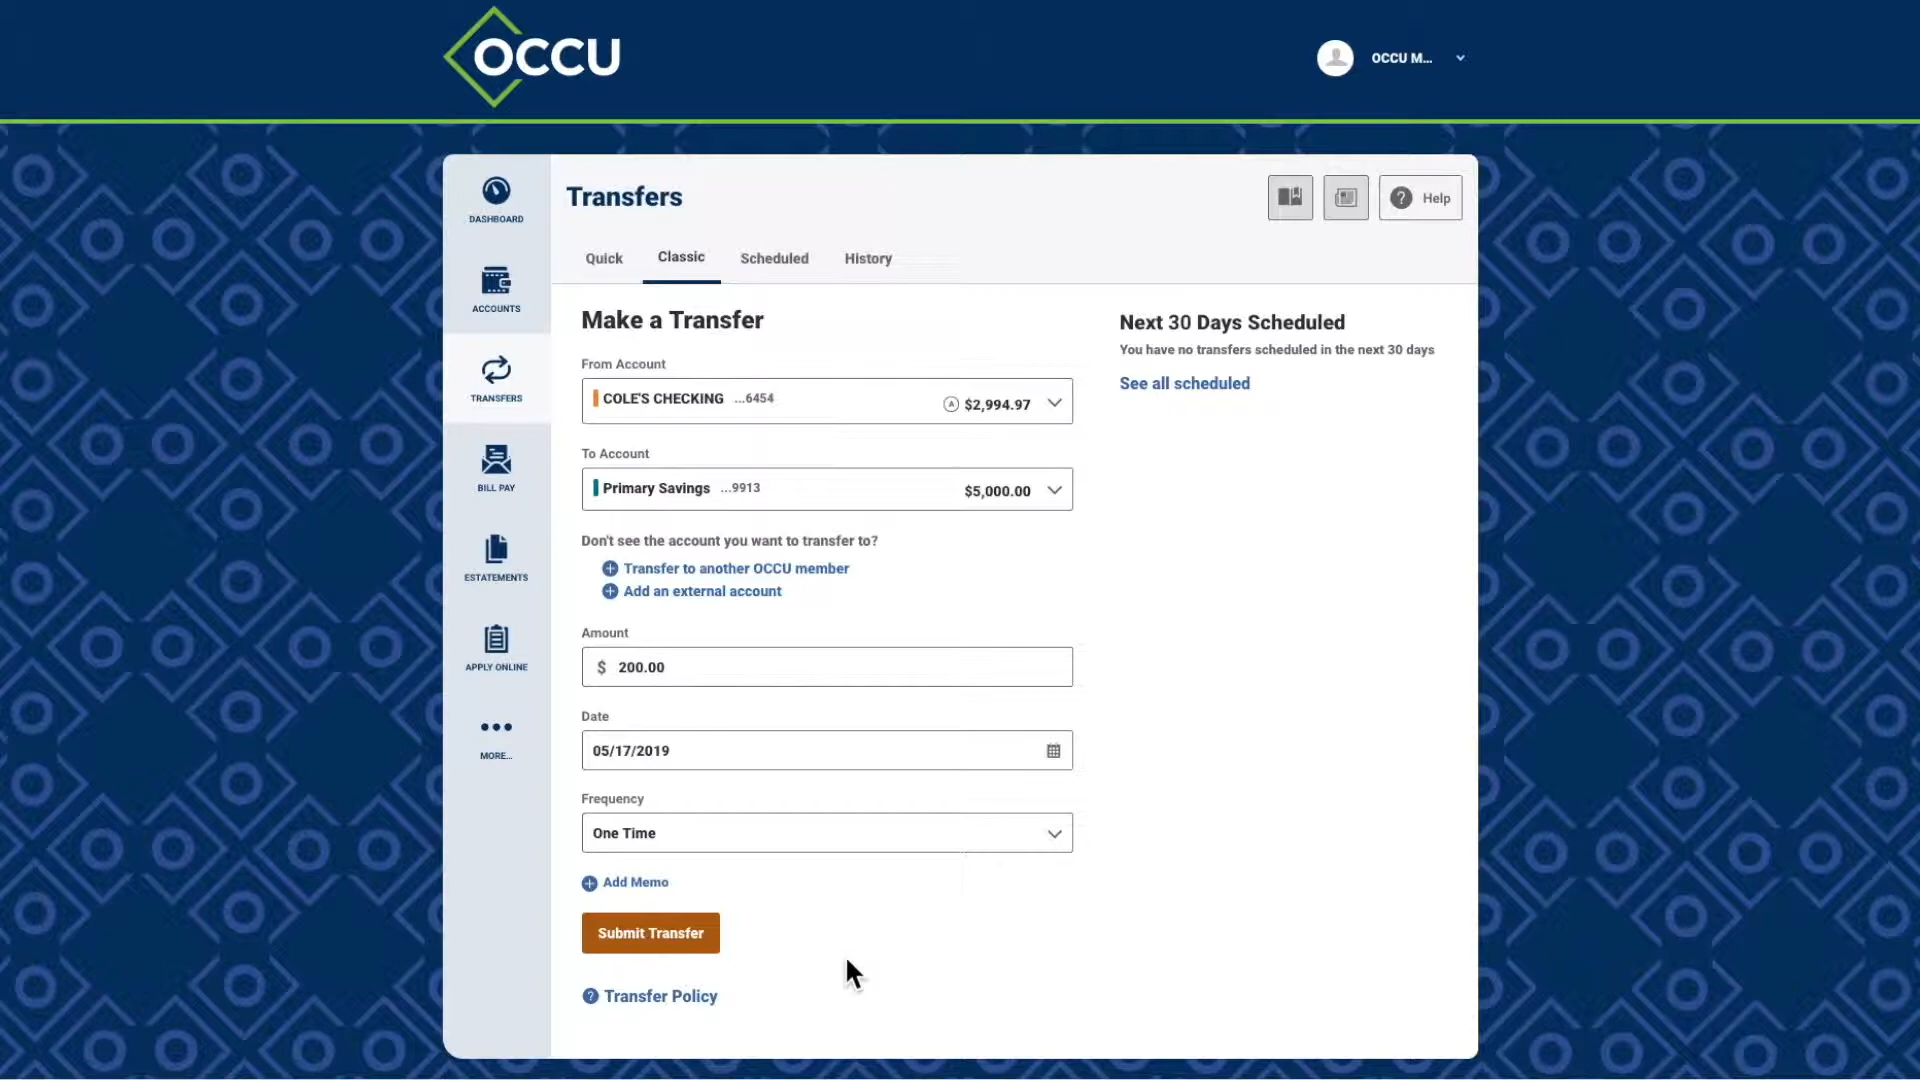 OCCU
OCCU M...
DASHBOARD
ACCOUNTS
TRANSFERS
BILL PAY
ESTATEMENTS
APPLY ONLINE
MORE...
Transfers
Help
Quick
Classic
Scheduled
History
Make a Transfer
From Account
COLE'S CHECKING ...6454 A $2,994.97
To Account
Primary Savings ...9913 $5,000.00
Don't see the account you want to transfer to?
Transfer to another OCCU member
Add an external account
Amount
$ 200.00
Date
05/17/2019
Frequency
One Time
Add Memo
Submit Transfer
Transfer Policy
Next 30 Days Scheduled
You have no transfers scheduled in the next 30 days
See all scheduled